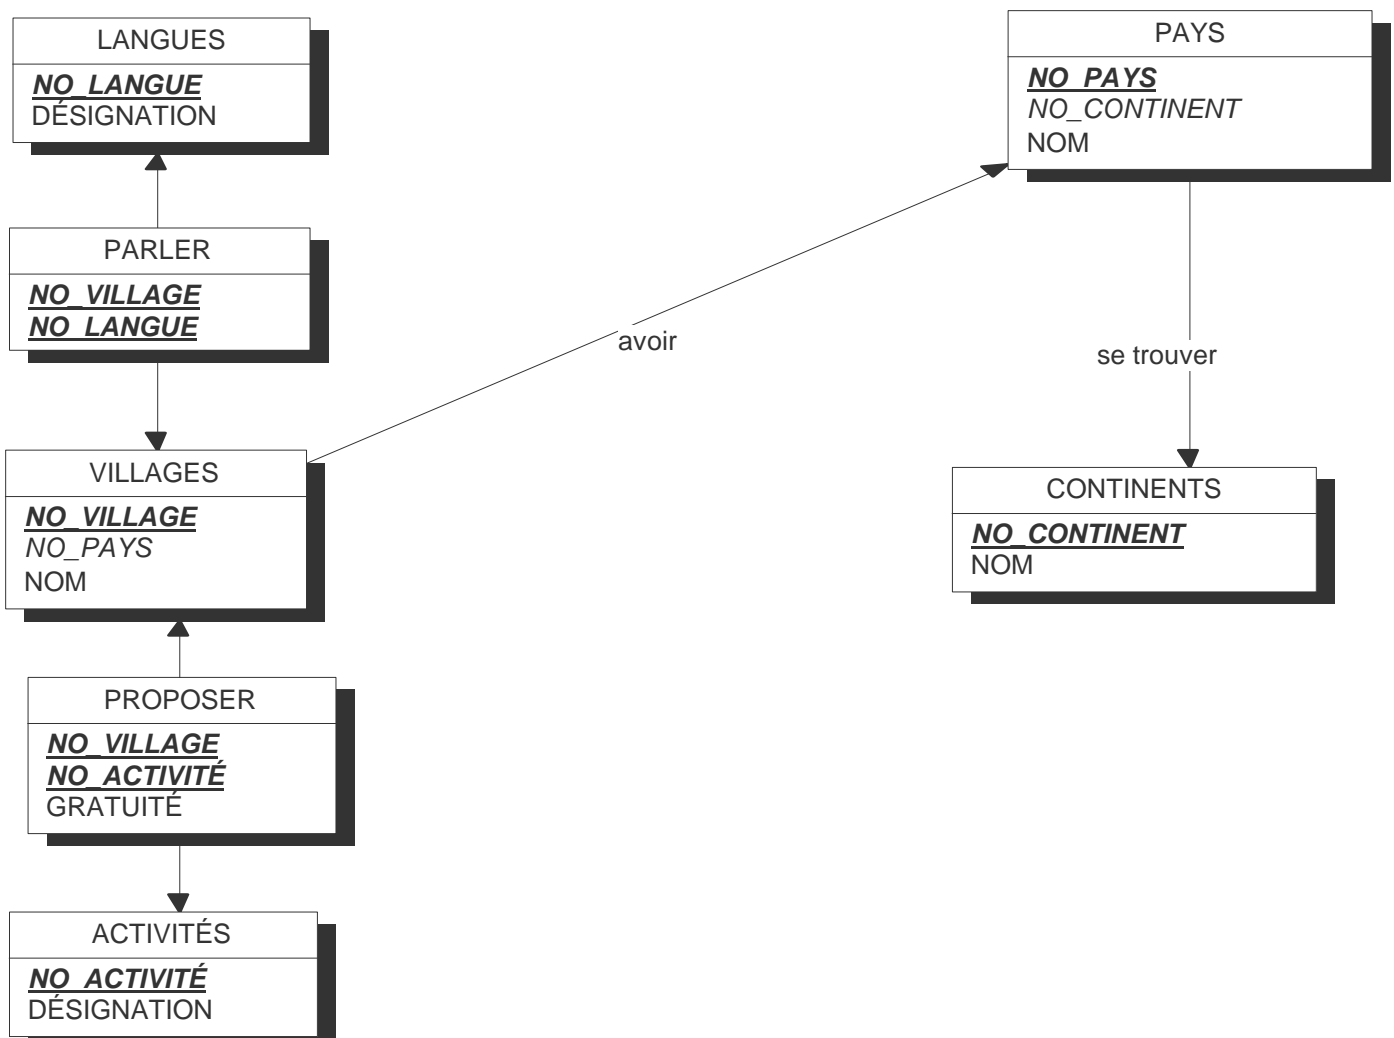 LANGUES
NO_LANGUE
DÉSIGNATION
PARLER
NO_VILLAGE
NO_LANGUE
VILLAGES
NO_VILLAGE
NO_PAYS
NOM
PROPOSER
NO_VILLAGE
NO_ACTIVITÉ
GRATUITÉ
ACTIVITÉS
NO_ACTIVITÉ
DÉSIGNATION
avoir
PAYS
NO_PAYS
NO_CONTINENT
NOM
se trouver
CONTINENTS
NO_CONTINENT
NOM